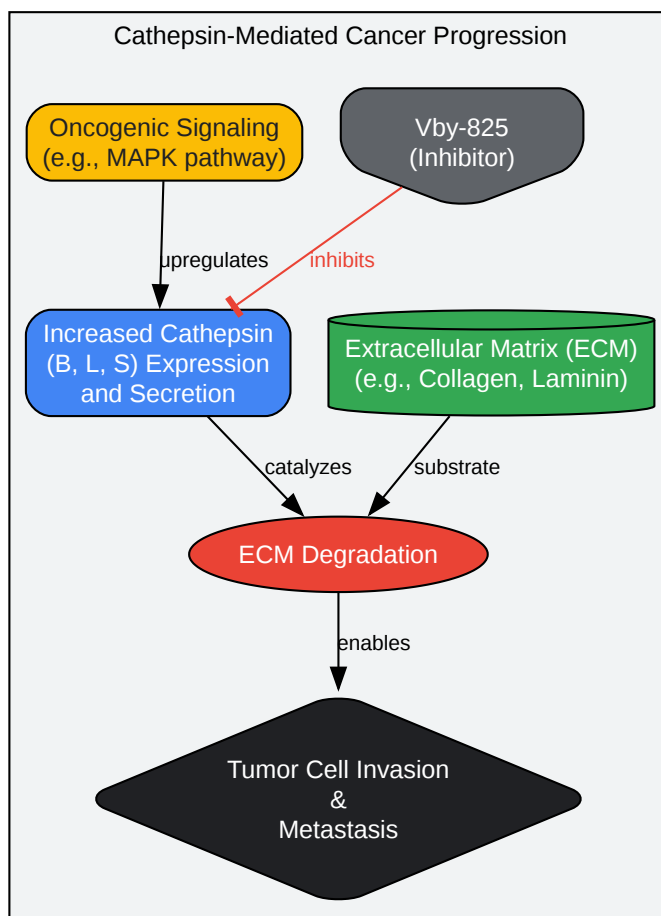 Cathepsin-Mediated Cancer Progression
Oncogenic Signaling
(e.g., MAPK pathway)
Vby-825
(Inhibitor)
upregulates
inhibits
Increased Cathepsin
(B, L, S) Expression
and Secretion
Extracellular Matrix (ECM)
(e.g., Collagen, Laminin)
catalyzes
substrate
ECM Degradation
enables
Tumor Cell Invasion
&
Metastasis